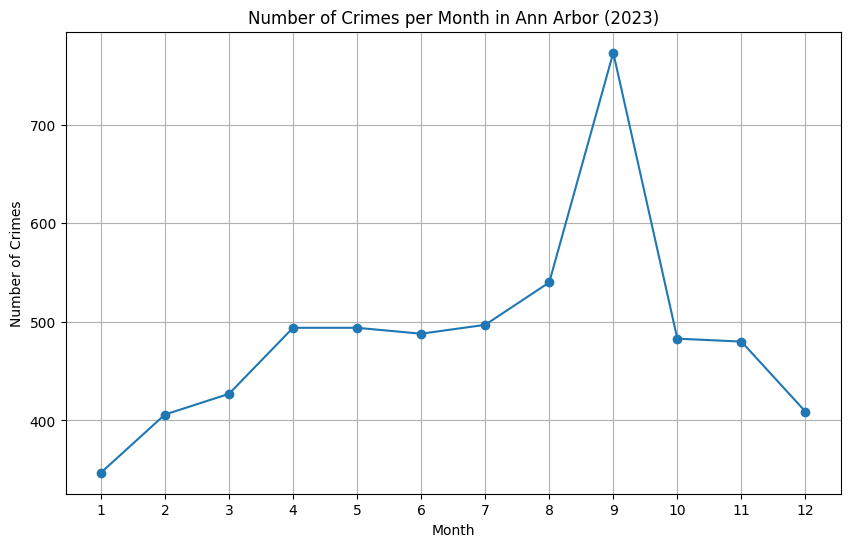 Number of Crimes per Month in Ann Arbor (2023)
Number of Crimes
700
600
500
400
1 2 3 4 5 6 7 8 9 10 11 12
Month